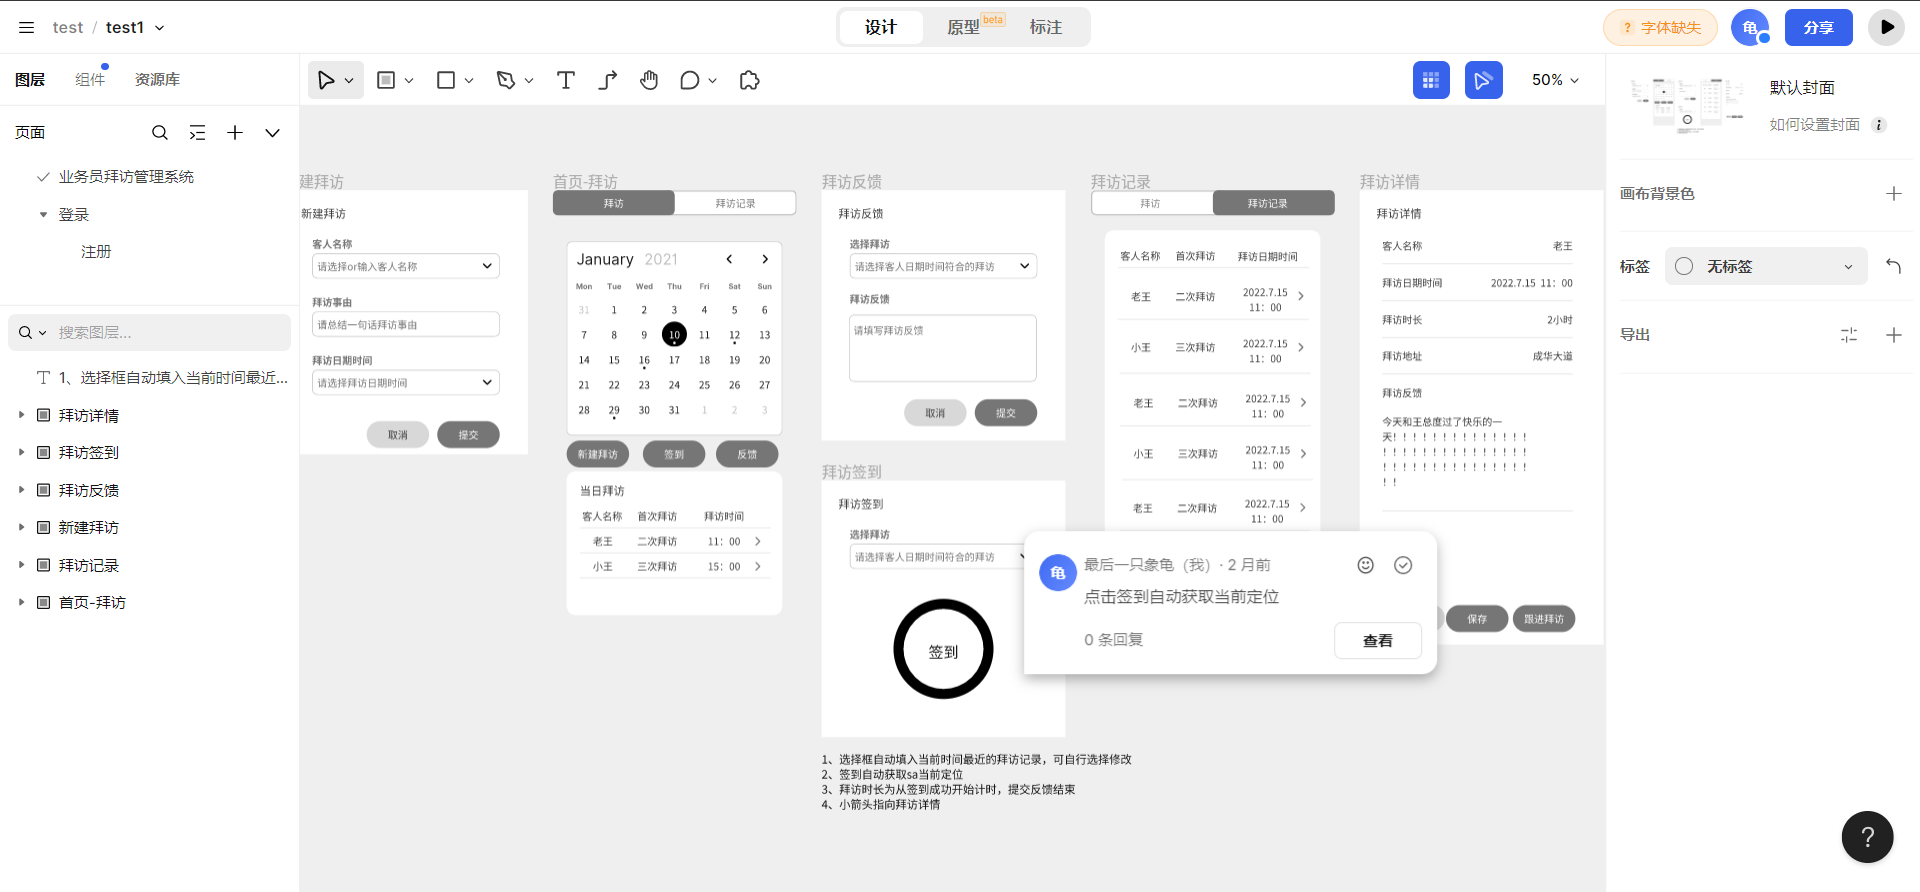 test / test1
设计
原型
beta
标注
? 字体缺失
龟
分享
图层
组件
资源库
50%
页面
业务员拜访管理系统
登录
注册
搜索图层...
1、选择框自动填入当前时间最近...
拜访详情
拜访签到
拜访反馈
新建拜访
拜访记录
首页-拜访
建拜访
新建拜访
客人名称
请选择or输入客人名称
拜访事由
请总结一句话拜访事由
拜访日期时间
请选择拜访日期时间
取消
提交
首页-拜访
拜访
拜访记录
January 2021
Mon Tue Wed Thu Fri Sat Sun
31 1 2 3 4 5 6
7 8 9 10 11 12 13
14 15 16 17 18 19 20
21 22 23 24 25 26 27
28 29 30 31 1 2 3
新建拜访
签到
反馈
当日拜访
客人名称 首次拜访 拜访时间
老王 二次拜访 11：00
小王 三次拜访 15：00
拜访反馈
拜访反馈
选择拜访
请选择客人日期时间符合的拜访
拜访反馈
请填写拜访反馈
取消
提交
拜访签到
拜访签到
选择拜访
请选择客人日期时间符合的拜访
签到
1、选择框自动填入当前时间最近的拜访记录，可自行选择修改
2、签到自动获取sa当前定位
3、拜访时长为从签到成功开始计时，提交反馈结束
4、小箭头指向拜访详情
拜访记录
拜访
拜访记录
客人名称 首次拜访 拜访日期时间
老王 二次拜访 2022.7.15
11：00
小王 三次拜访 2022.7.15
11：00
老王 二次拜访 2022.7.15
11：00
小王 三次拜访 2022.7.15
11：00
老王 二次拜访 2022.7.15
11：00
龟
最后一只象龟（我）· 2 月前
点击签到自动获取当前定位
0 条回复
查看
拜访详情
拜访详情
客人名称 老王
拜访日期时间 2022.7.15 11：00
拜访时长 2小时
拜访地址 成华大道
拜访反馈
今天和王总度过了快乐的一
天！！！！！！！！！！！！！！
！！！！！！！！！！！！！！！
！！！！！！！！！！！！！！！
！！
保存
跟进拜访
默认封面
如何设置封面
画布背景色
标签
无标签
导出
?